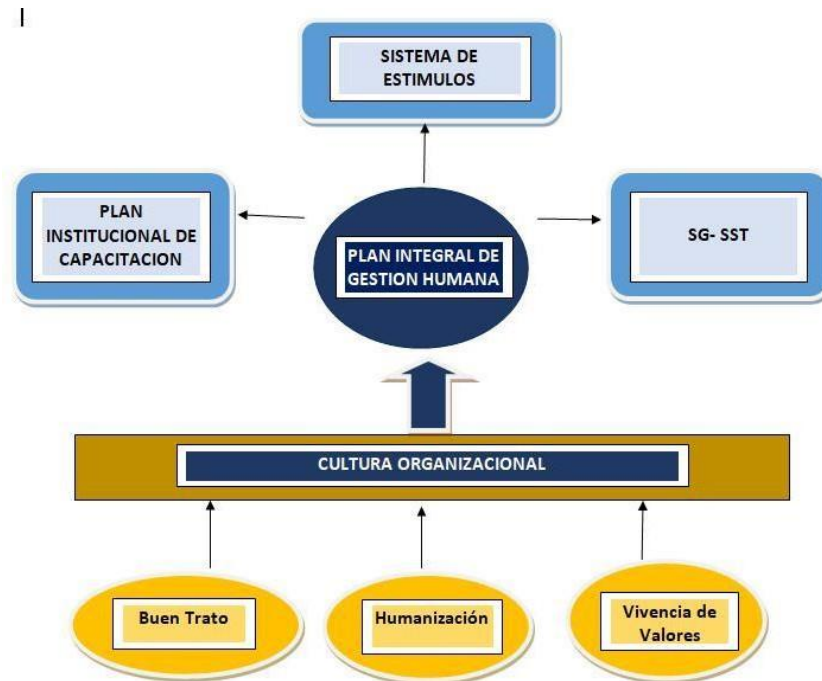 SISTEMA DE
ESTIMULOS
PLAN
INSTITUCIONAL DE
CAPACITACION
PLAN INTEGRAL DE
GESTION HUMANA
SG- SST
CULTURA ORGANIZACIONAL
Buen Trato
Humanización
Vivencia de
Valores